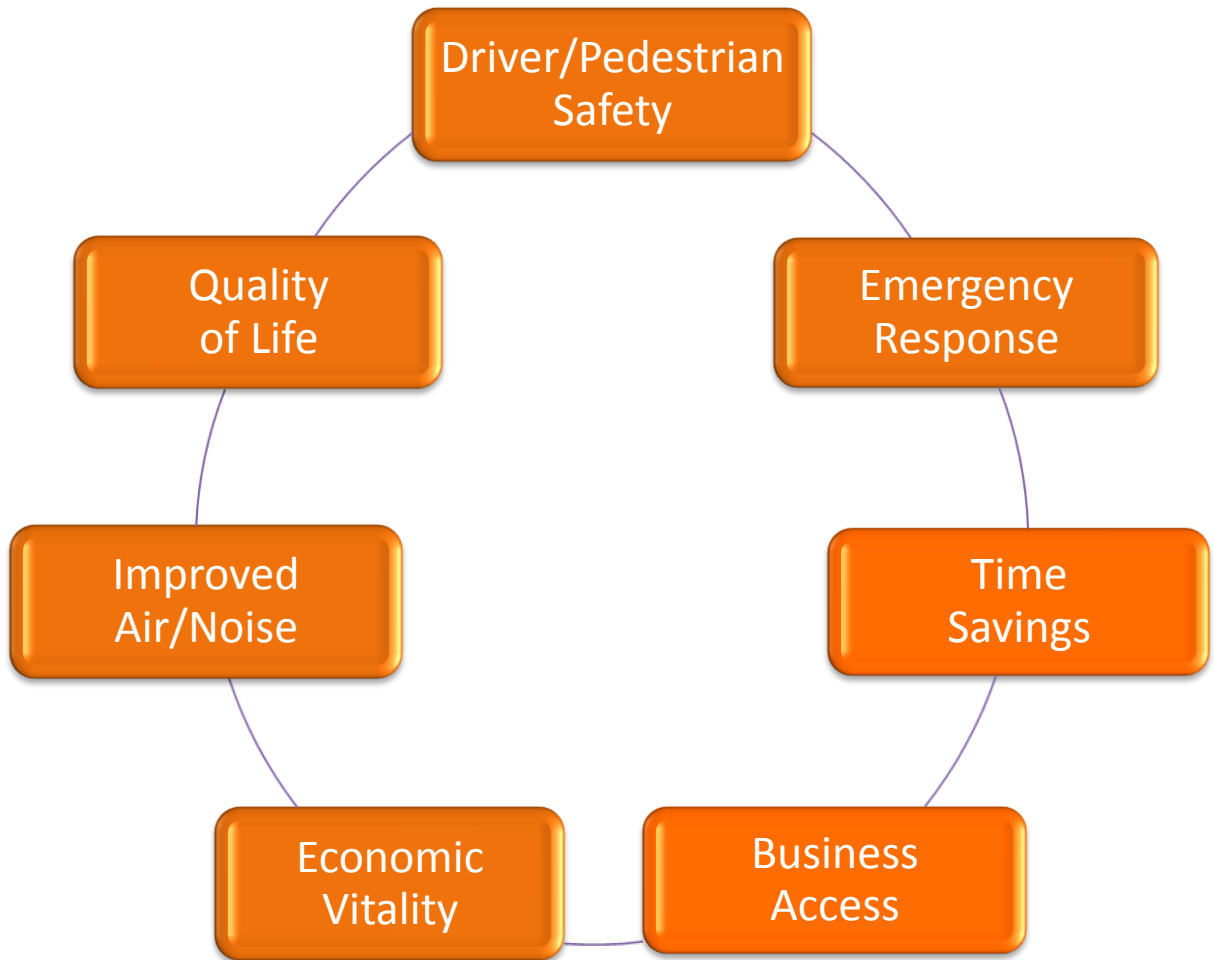 Driver/Pedestrian
Safety
Emergency
Response
Time
Savings
Business
Access
Economic
Vitality
Improved
Air/Noise
Quality
of Life